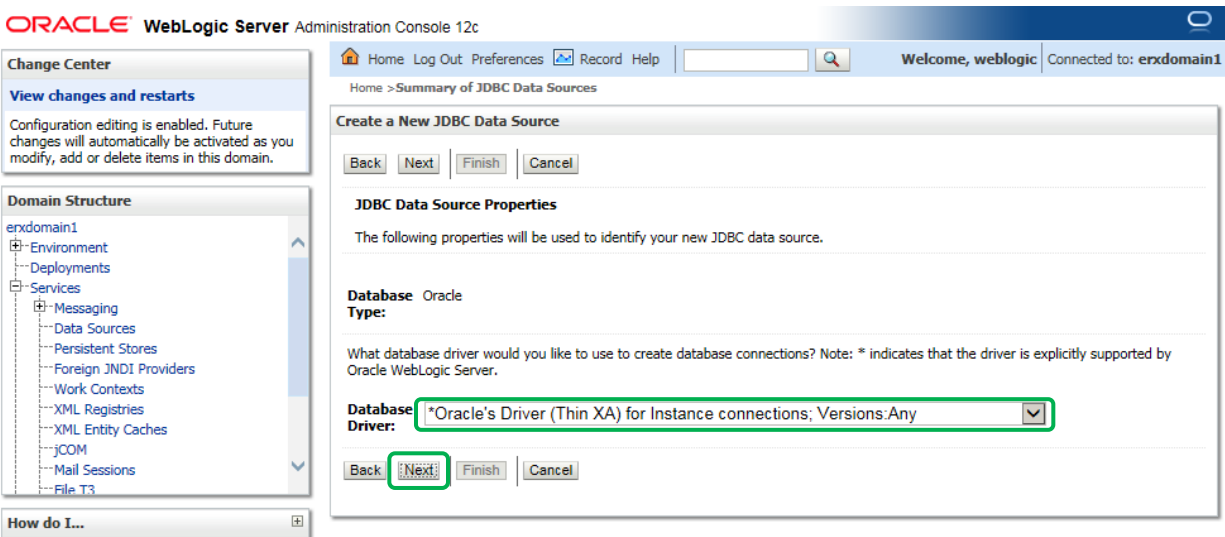 ORACLE WebLogic Server Administration Console 12c
Change Center
View changes and restarts
Configuration editing is enabled. Future
changes will automatically be activated as you
modify, add or delete items in this domain.
Domain Structure
erxdomain1
Environment
Deployments
Services
Messaging
Data Sources
Persistent Stores
Foreign JNDI Providers
Work Contexts
XML Registries
XML Entity Caches
jCOM
Mail Sessions
File T3
How do I...
Home Log Out Preferences Record Help
Welcome, weblogic Connected to: erxdomain1
Home >Summary of JDBC Data Sources
Create a New JDBC Data Source
Back Next Finish Cancel
JDBC Data Source Properties
The following properties will be used to identify your new JDBC data source.
Database Oracle
Type:
What database driver would you like to use to create database connections? Note: * indicates that the driver is explicitly supported by
Oracle WebLogic Server.
Database *Oracle's Driver (Thin XA) for Instance connections; Versions:Any
Driver:
Back Next Finish Cancel